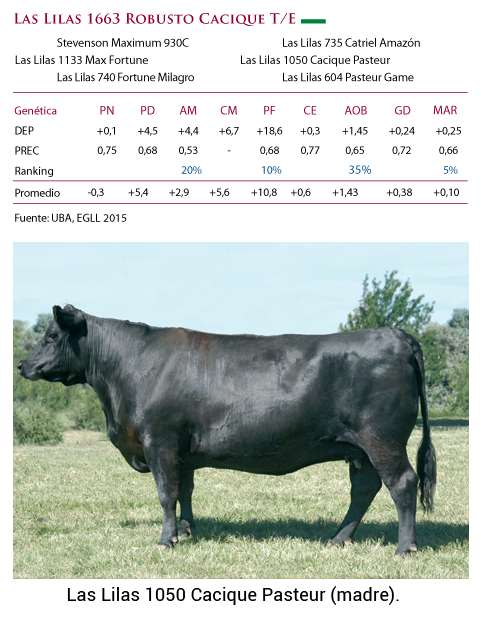 Las Lilas 1663 Robusto Cacique T/E
Stevenson Maximum 930C Las Lilas 735 Catriel Amazón
Las Lilas 1133 Max Fortune Las Lilas 1050 Cacique Pasteur
Las Lilas 740 Fortune Milagro Las Lilas 604 Pasteur Game
Genética PN PD AM CM PF CE AOB GD MAR
DEP +0,1 +4,5 +4,4 +6,7 +18,6 +0,3 +1,45 +0,24 +0,25
PREC 0,75 0,68 0,53 - 0,68 0,77 0,65 0,72 0,66
Ranking 20% 10% 35% 5%
Promedio -0,3 +5,4 +2,9 +5,6 +10,8 +0,6 +1,43 +0,38 +0,10
Fuente: UBA, EGLL 2015
Las Lilas 1050 Cacique Pasteur (madre).